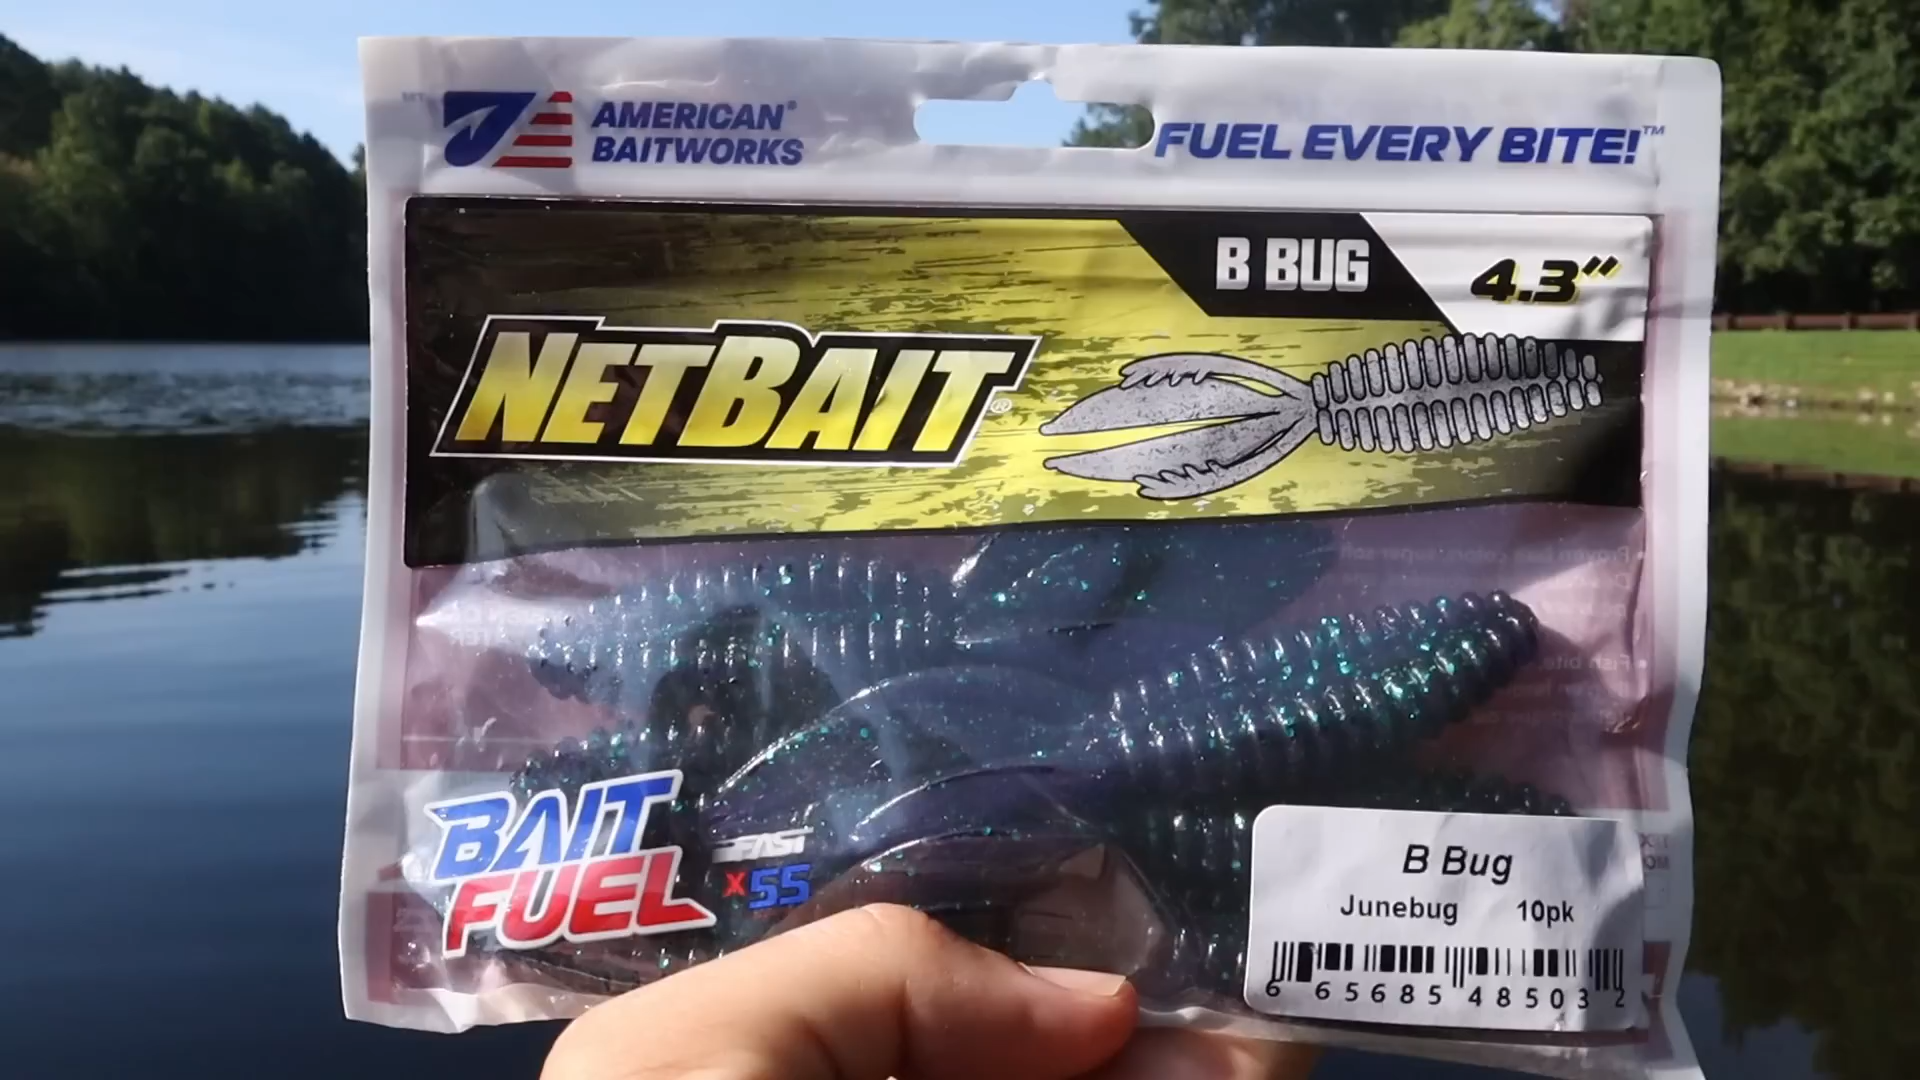 AMERICAN®
BAITWORKS
FUEL EVERY BITE!™
B BUG
4.3”
NETBAIT®
BAIT
FUEL
FAST
x55
B Bug
Junebug 10pk
6 65685 48503 2